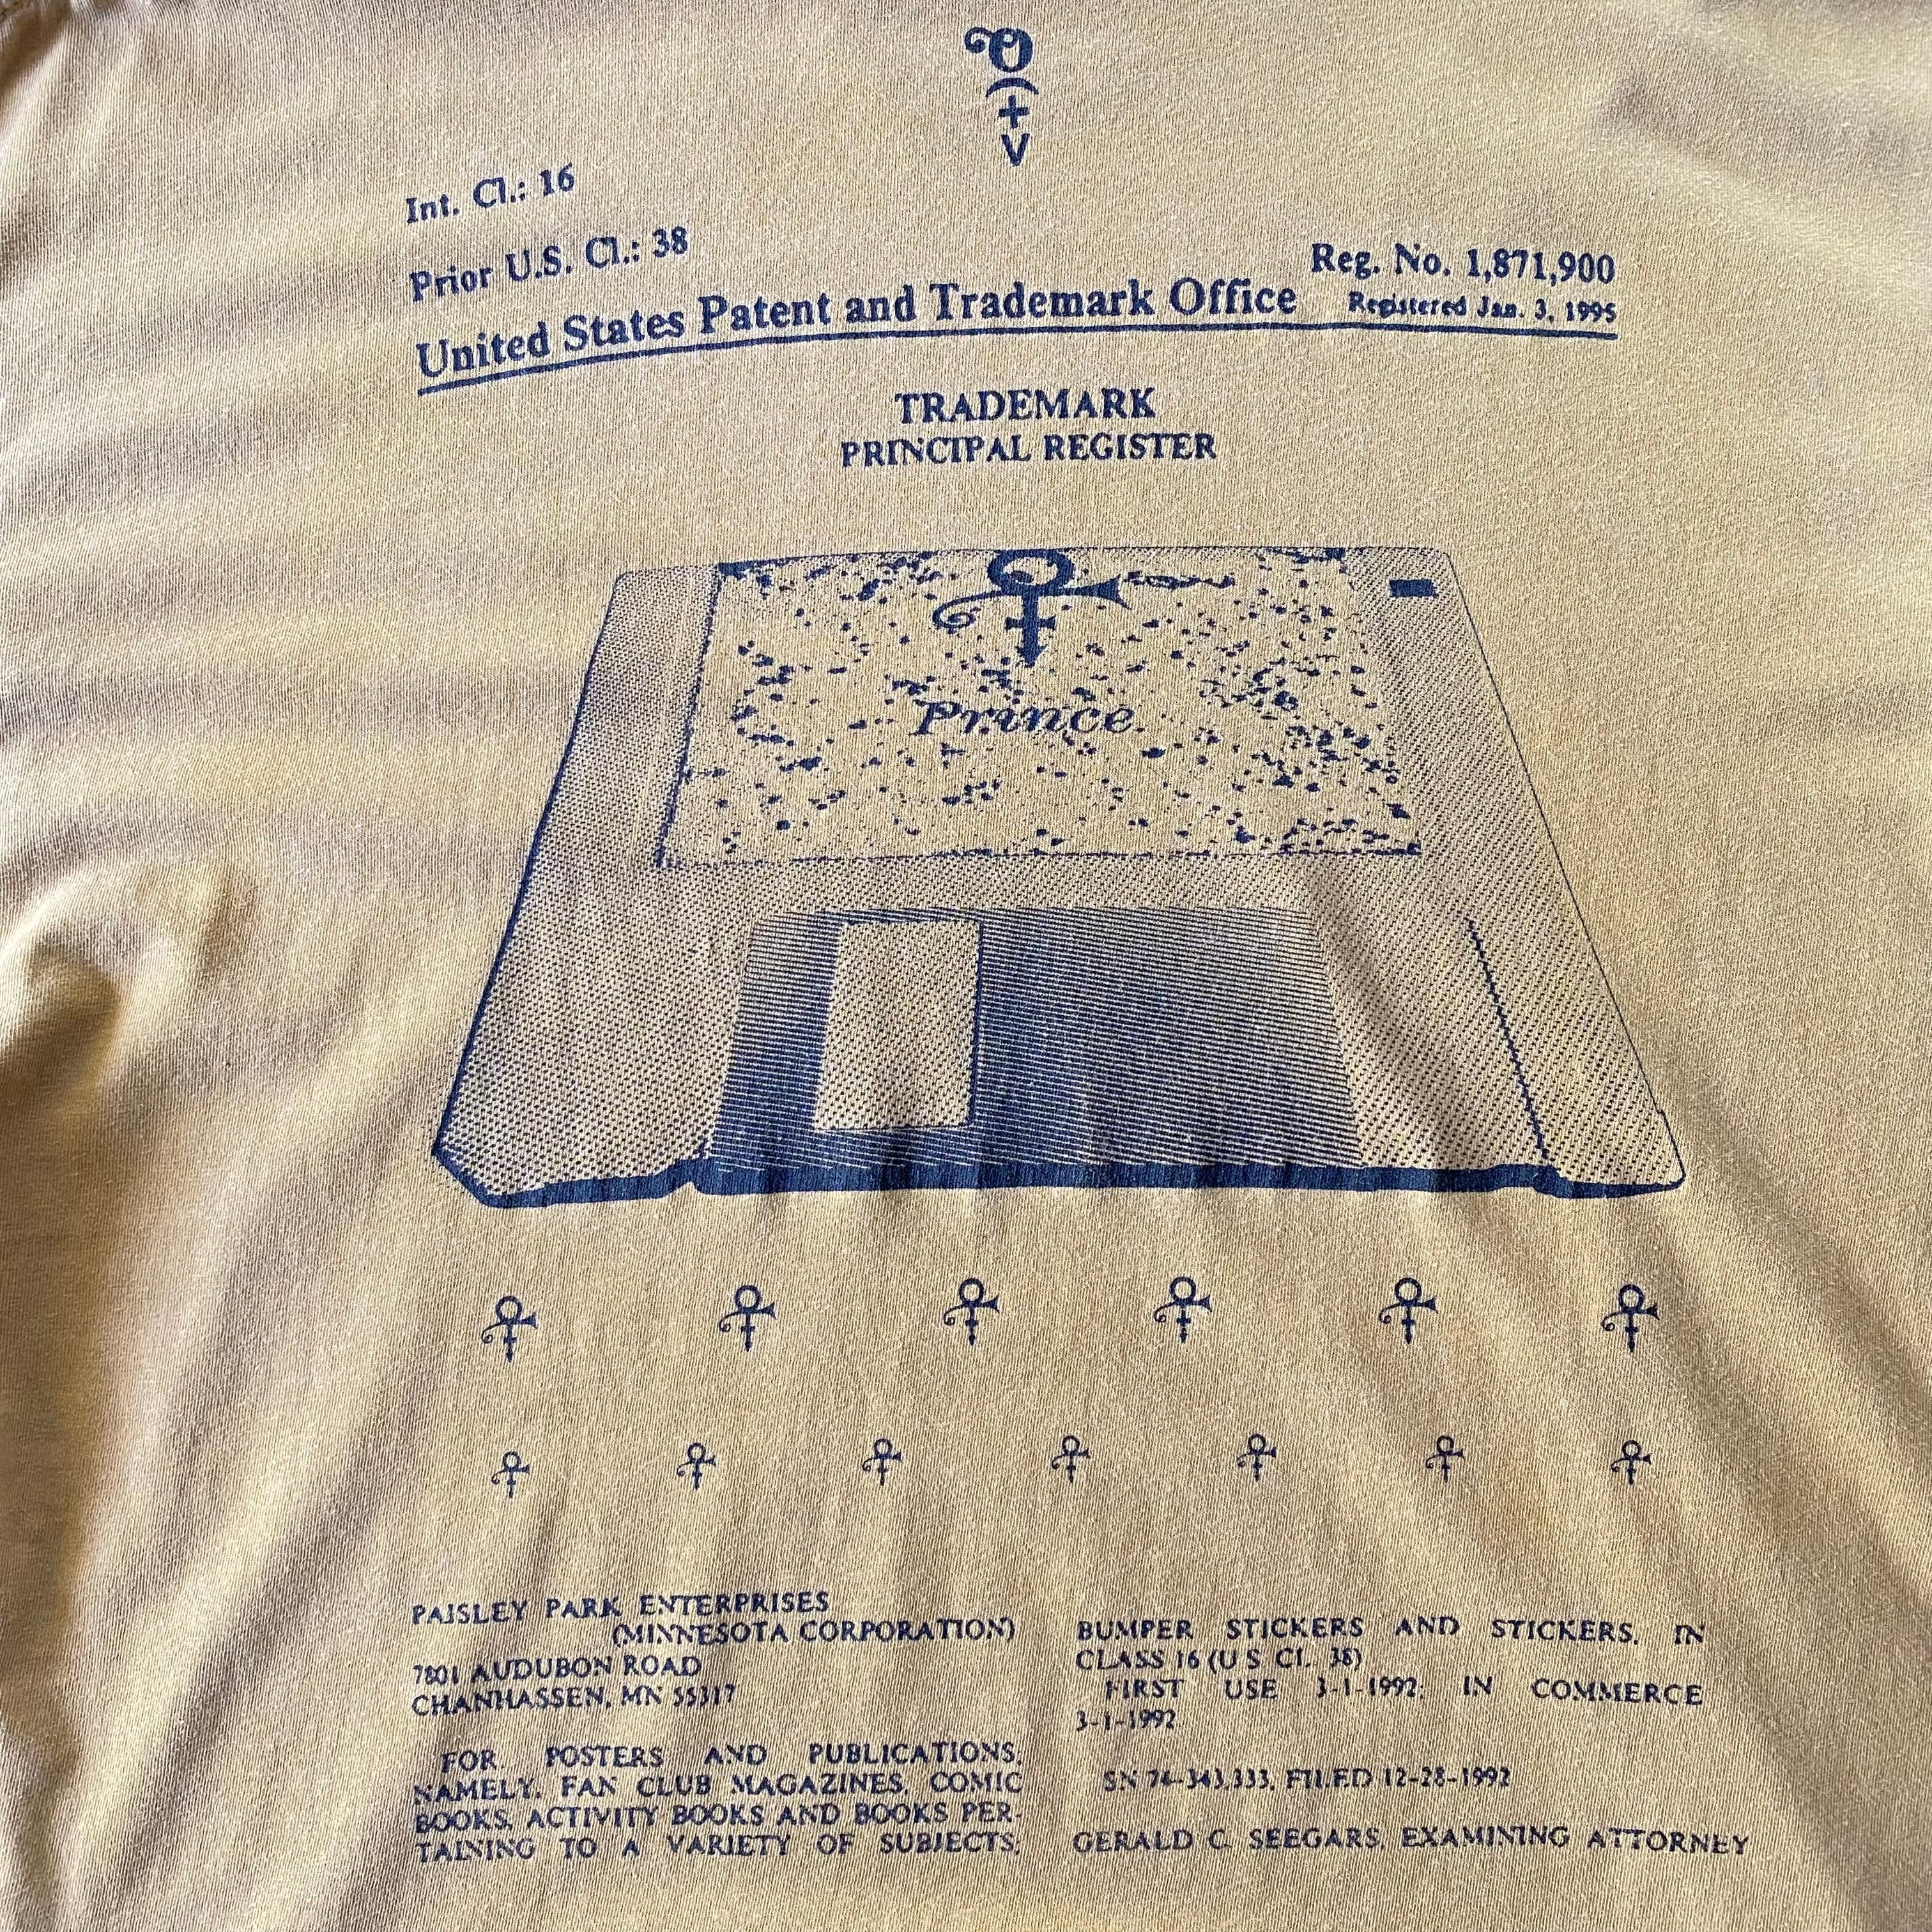 Int. Cl.: 16
Prior U.S. Cl.: 38
Reg. No. 1,871,900
United States Patent and Trademark Office
Registered Jan. 3, 1995
TRADEMARK
PRINCIPAL REGISTER
Prince.
PAISLEY PARK ENTERPRISES
(MINNESOTA CORPORATION)
7801 AUDUBON ROAD
CHANHASSEN, MN 55317
FOR: POSTERS AND PUBLICATIONS,
NAMELY, FAN CLUB MAGAZINES, COMIC
BOOKS, ACTIVITY BOOKS AND BOOKS PER-
TAINING TO A VARIETY OF SUBJECTS;
BUMPER STICKERS AND STICKERS, IN
CLASS 16 (U.S. CL. 38).
FIRST USE 3-1-1992; IN COMMERCE
3-1-1992.
SN 74-343,333, FILED 12-28-1992
GERALD C. SEEGARS, EXAMINING ATTORNEY